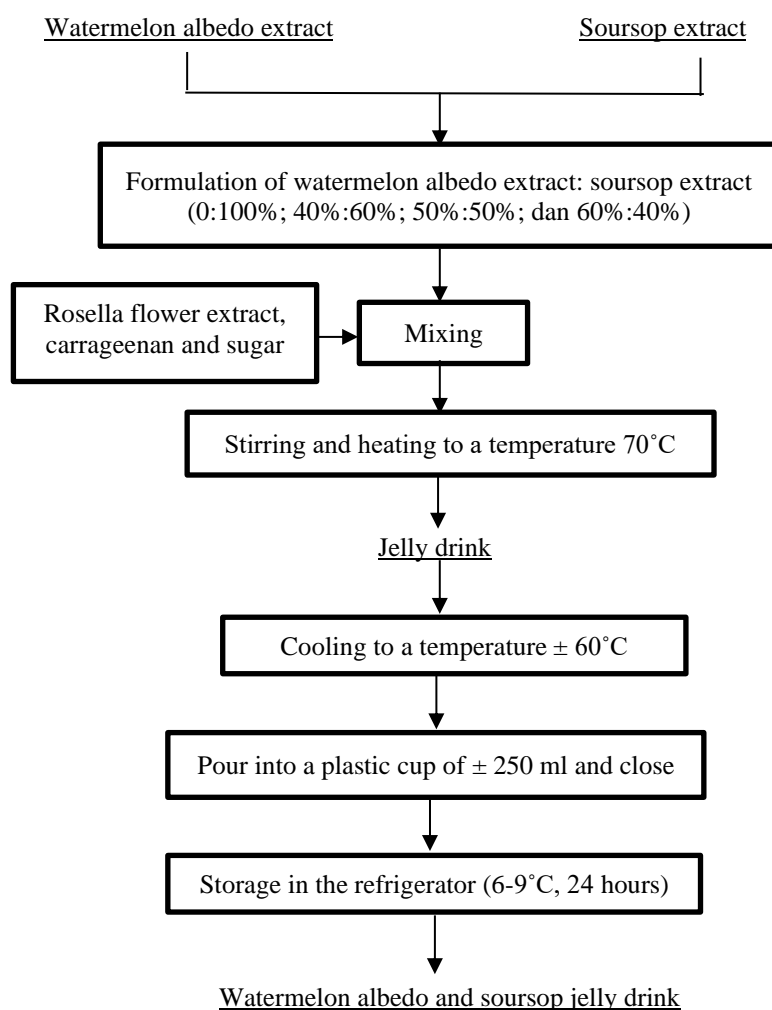 Watermelon albedo extract
Soursop extract
Formulation of watermelon albedo extract: soursop extract
(0:100%; 40%:60%; 50%:50%; dan 60%:40%)
Rosella flower extract,
carrageenan and sugar
Mixing
Stirring and heating to a temperature 70˚C
Jelly drink
Cooling to a temperature ± 60˚C
Pour into a plastic cup of ± 250 ml and close
Storage in the refrigerator (6-9˚C, 24 hours)
Watermelon albedo and soursop jelly drink